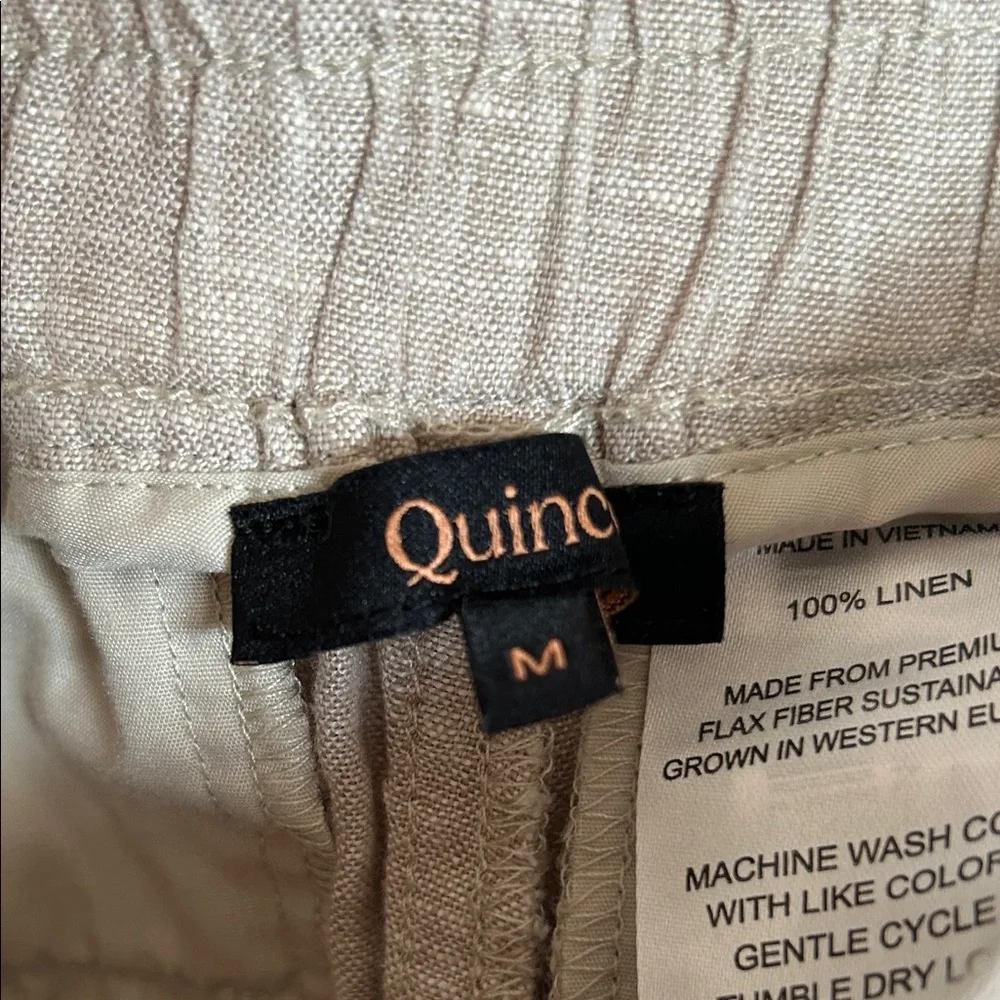 Quinc
M
MADE IN VIETNAM
100% LINEN
MADE FROM PREMIU
FLAX FIBER SUSTAINA
GROWN IN WESTERN EU
MACHINE WASH CO
WITH LIKE COLOR
GENTLE CYCLE
TUMBLE DRY LO